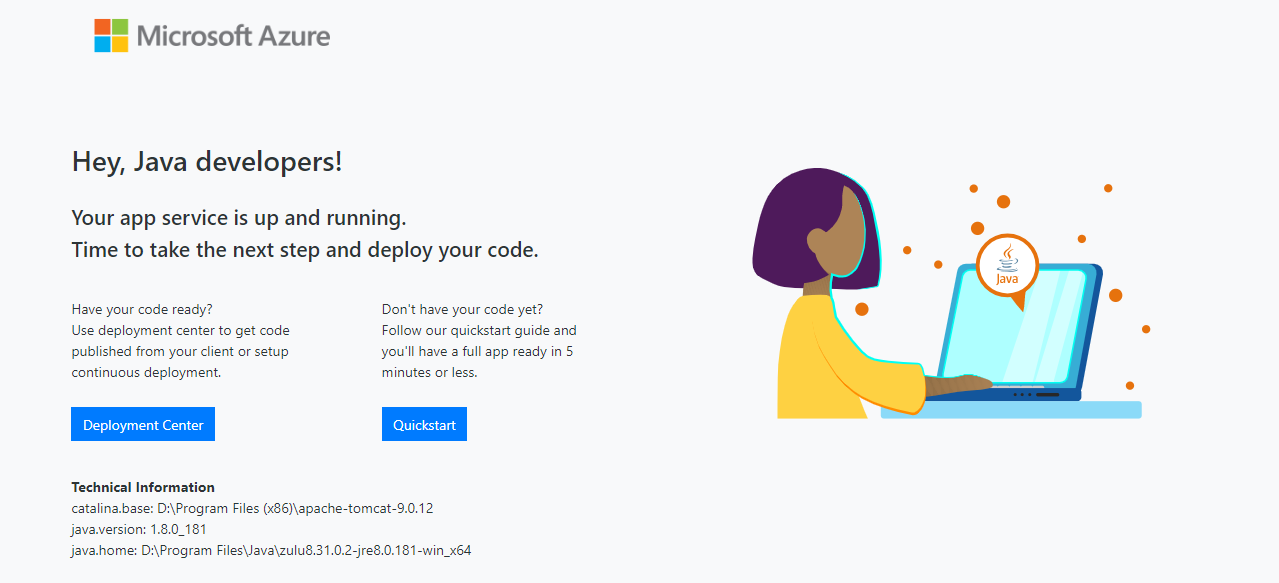 Microsoft Azure
Hey, Java developers!
Your app service is up and running.
Time to take the next step and deploy your code.
Have your code ready?
Use deployment center to get code
published from your client or setup
continuous deployment.
Deployment Center
Don't have your code yet?
Follow our quickstart guide and
you'll have a full app ready in 5
minutes or less.
Quickstart
Technical Information
catalina.base: D:\Program Files (x86)\apache-tomcat-9.0.12
java.version: 1.8.0_181
java.home: D:\Program Files\Java\zulu8.31.0.2-jre8.0.181-win_x64
Java